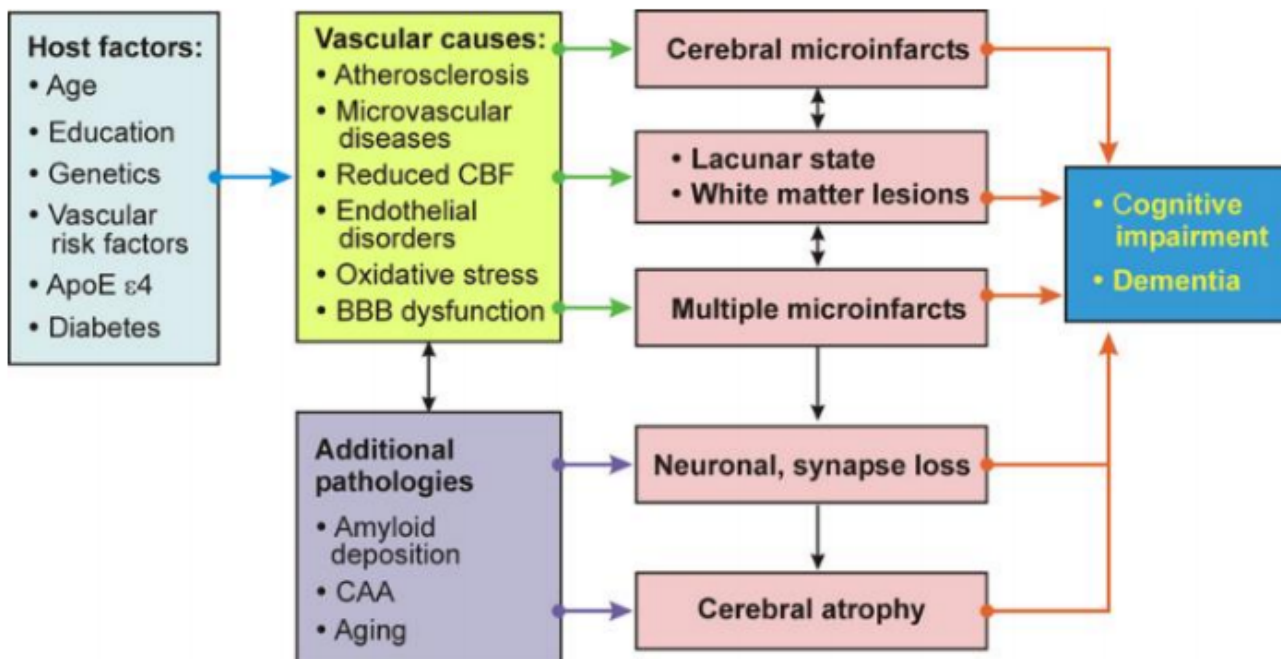 Host factors:
• Age
• Education
• Genetics
• Vascular
risk factors
• ApoE ε4
• Diabetes
Vascular causes:
• Atherosclerosis
• Microvascular
diseases
• Reduced CBF
• Endothelial
disorders
• Oxidative stress
• BBB dysfunction
Additional
pathologies
• Amyloid
deposition
• CAA
• Aging
Cerebral microinfarcts
• Lacunar state
• White matter lesions
Multiple microinfarcts
Neuronal, synapse loss
Cerebral atrophy
• Cognitive
impairment
• Dementia